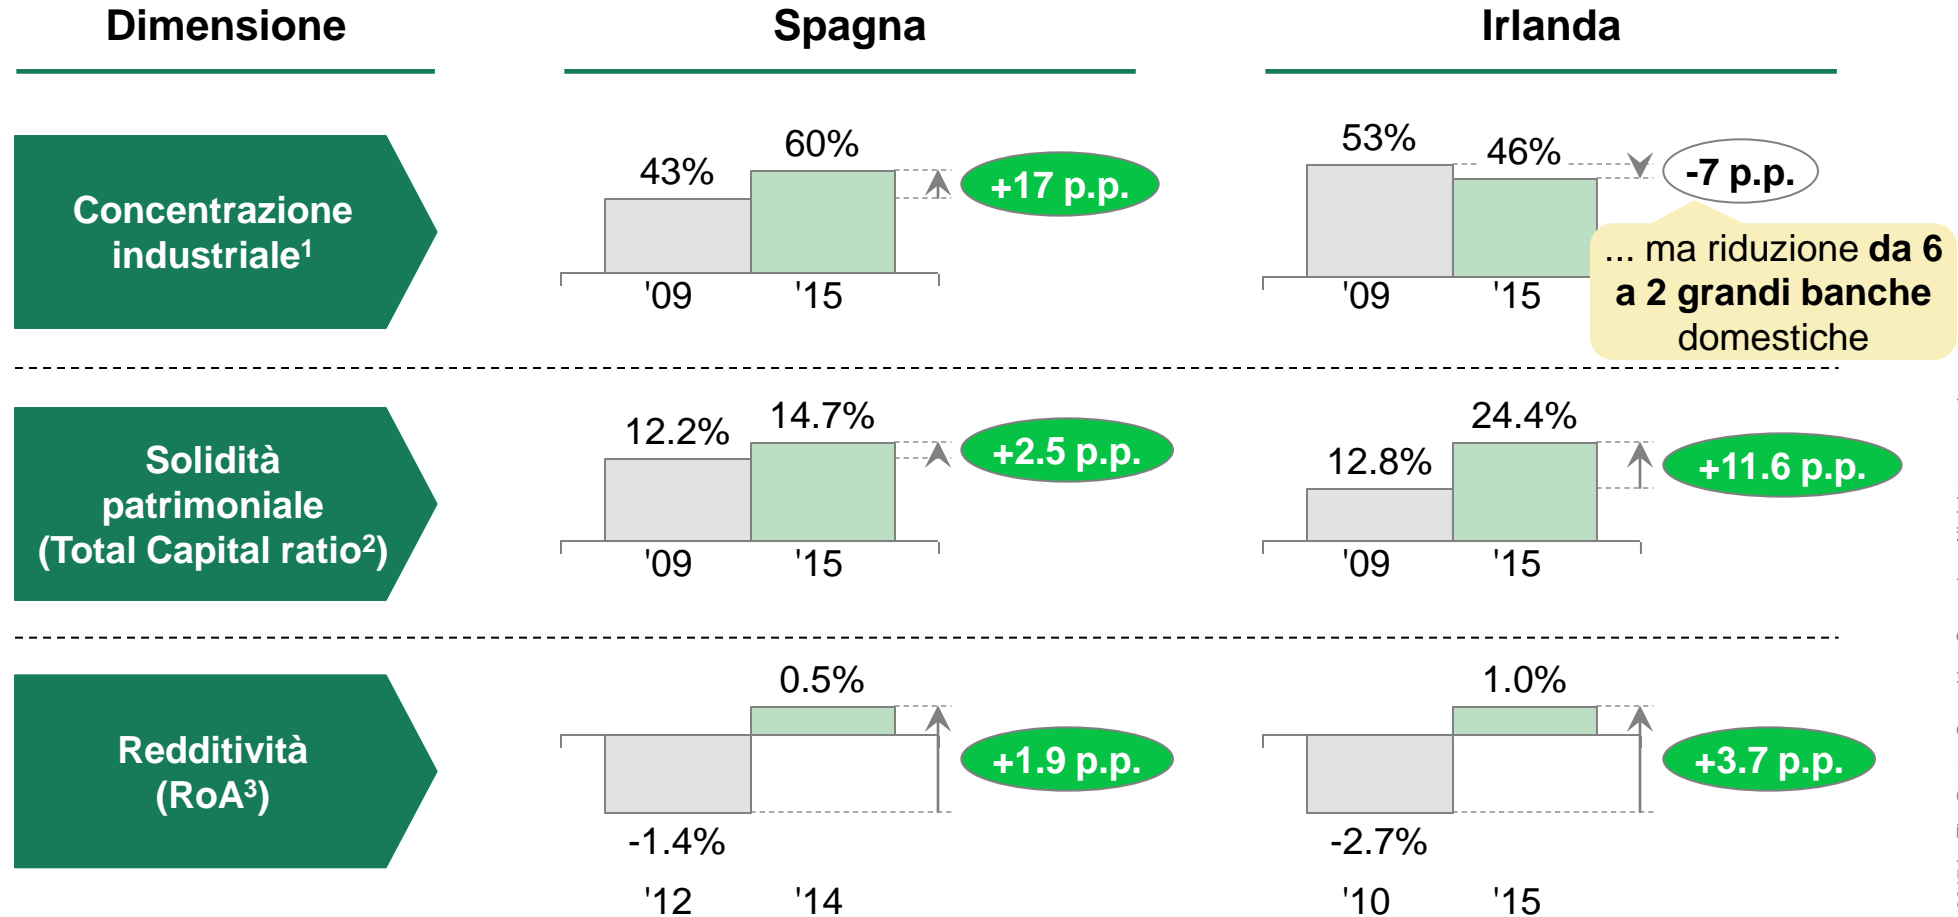 Dimensione
Spagna
Irlanda
Concentrazione
industriale¹
43%
60%
+17 p.p.
'09
'15
53%
46%
-7 p.p.
'09
'15
... ma riduzione da 6
a 2 grandi banche
domestiche
Solidità
patrimoniale
(Total Capital ratio²)
12.2%
14.7%
+2.5 p.p.
'09
'15
12.8%
24.4%
+11.6 p.p.
'09
'15
Redditività
(RoA³)
0.5%
+1.9 p.p.
-1.4%
'12
'14
1.0%
+3.7 p.p.
-2.7%
'10
'15